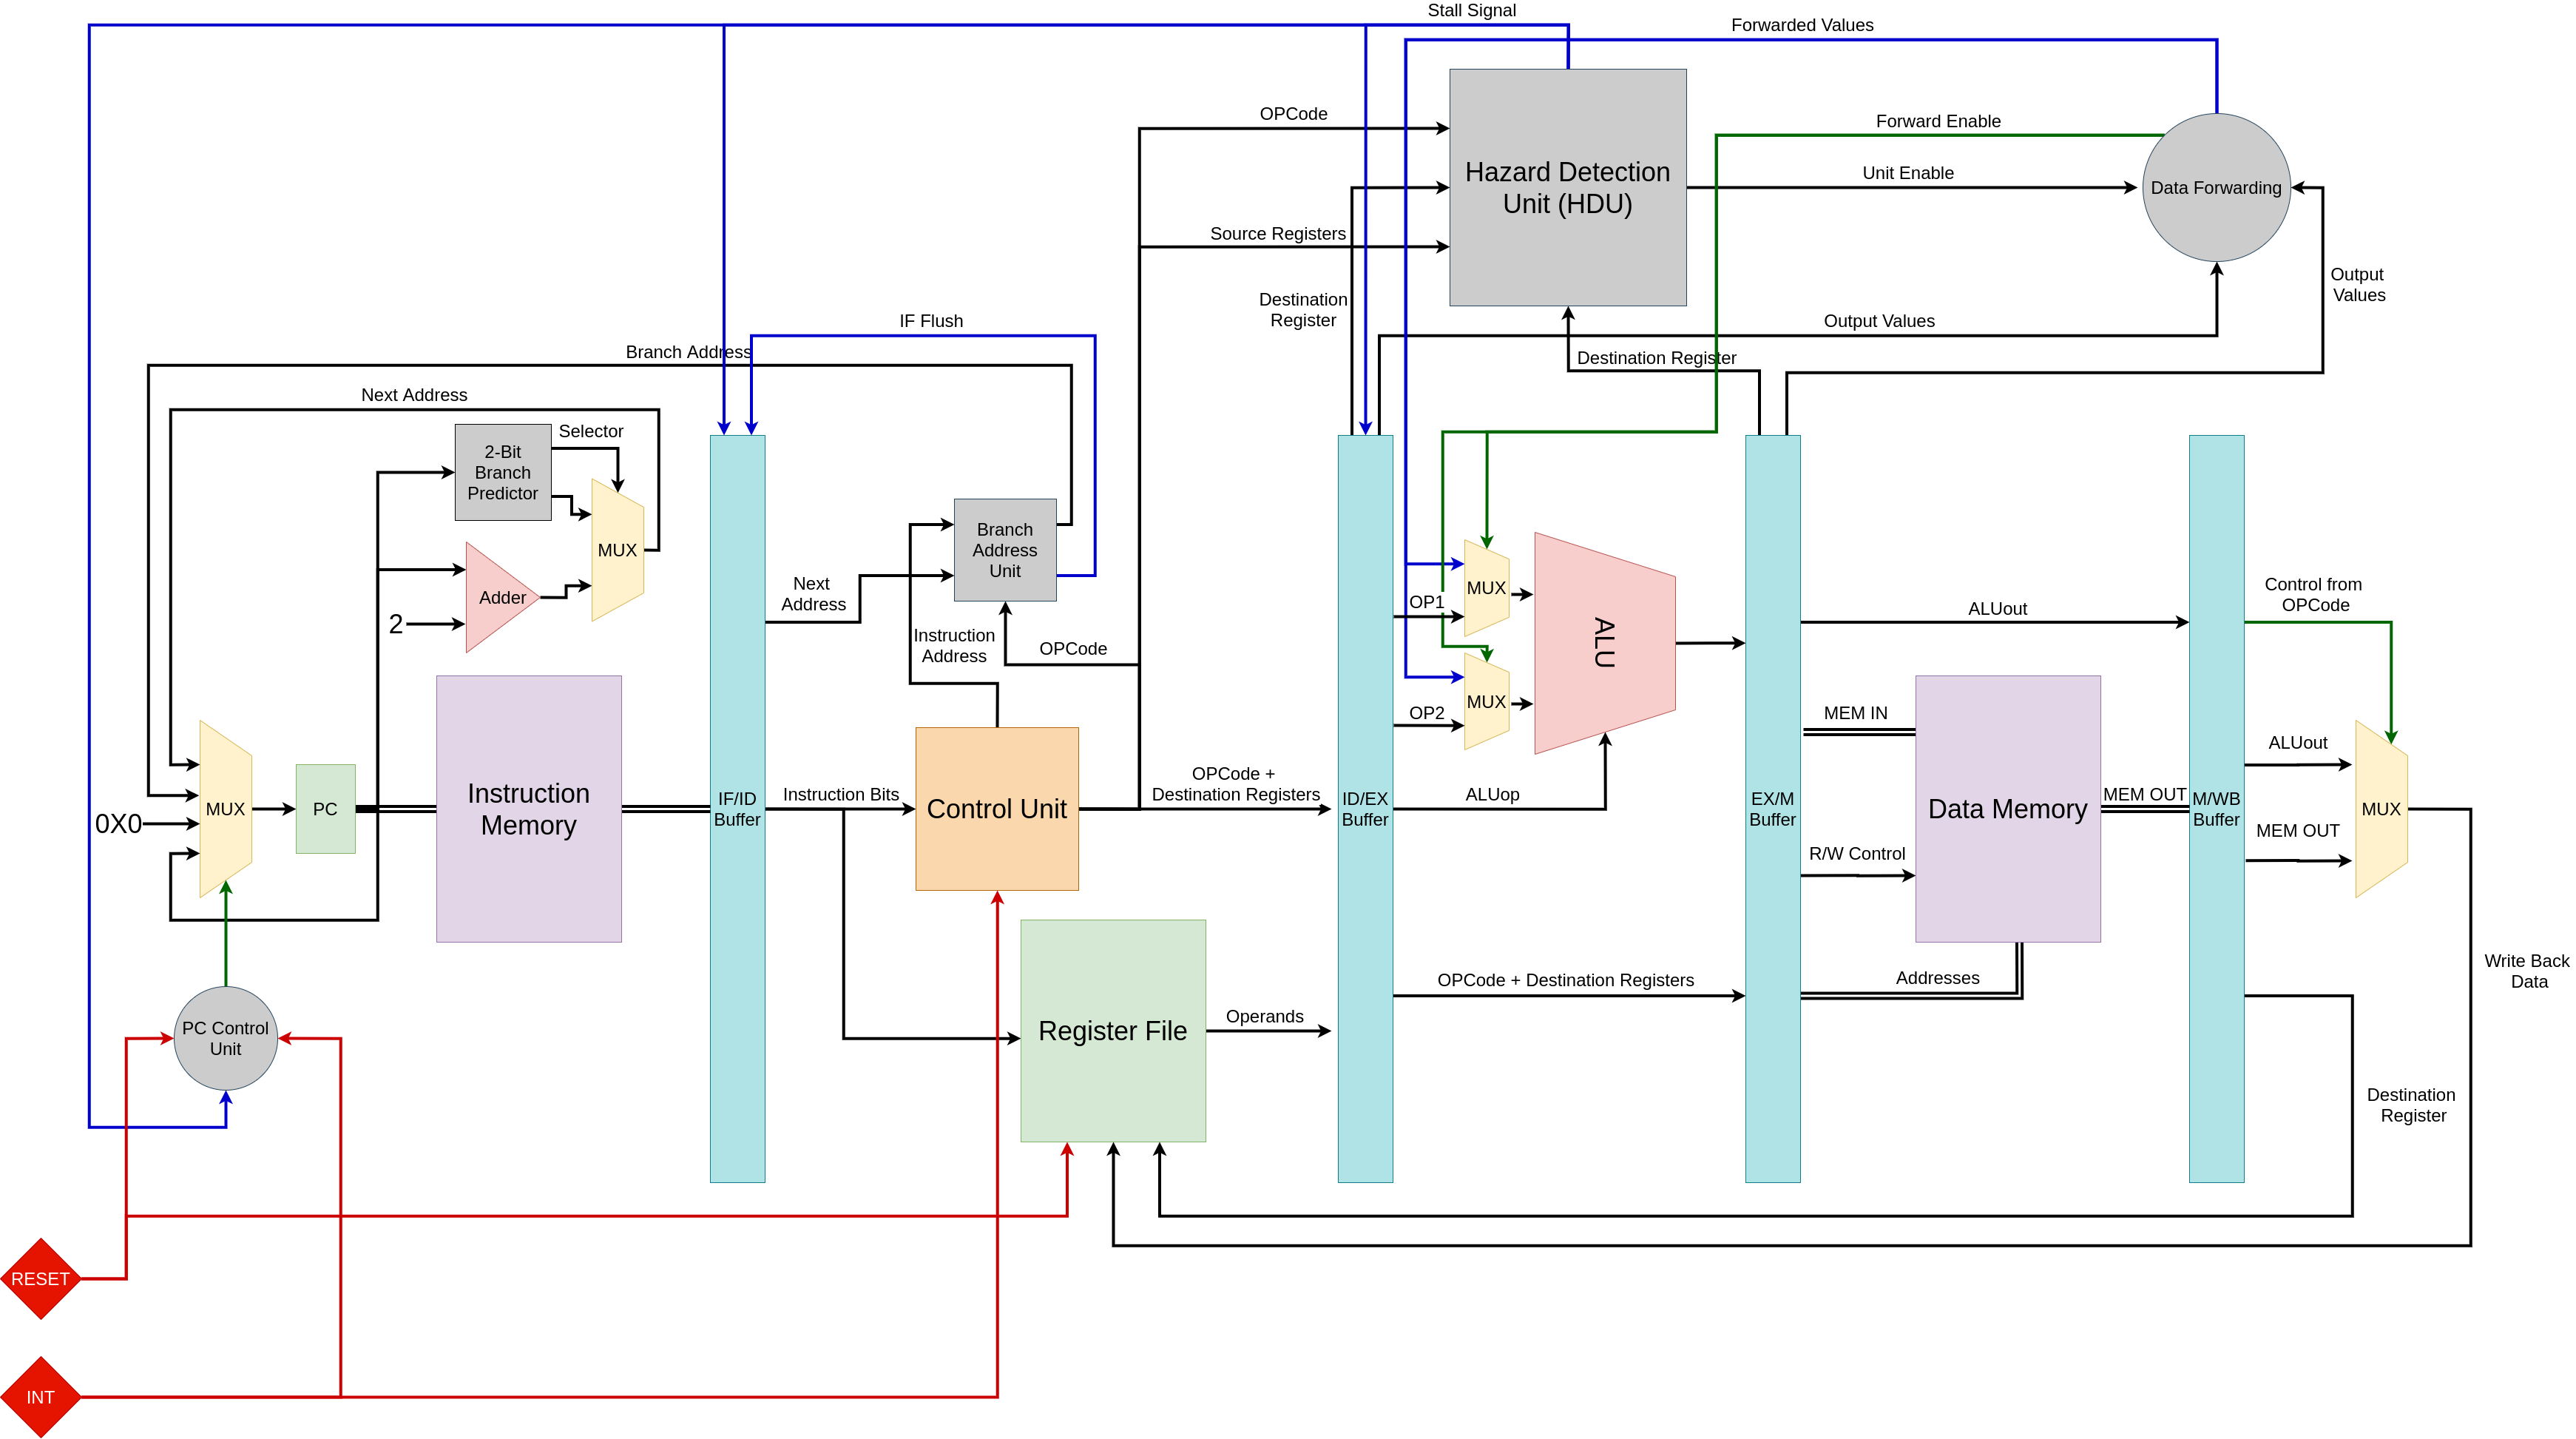 Stall Signal
Forwarded Values
OPCode
Forward Enable
Hazard Detection
Unit (HDU)
Unit Enable
Data Forwarding
Source Registers
Output
Values
Destination
Register
IF Flush
Output Values
Branch Address
Destination Register
Next Address
2-Bit
Branch
Predictor
Selector
MUX
Adder
2
Branch
Address
Unit
Next
Address
Instruction
Address
OPCode
OP1
MUX
OP2
MUX
ALU
ALUout
Control from
OPCode
MEM IN
ALUout
0X0
MUX
PC
Instruction
Memory
IF/ID
Buffer
Instruction Bits
Control Unit
OPCode +
Destination Registers
ID/EX
Buffer
ALUop
EX/M
Buffer
Data Memory
MEM OUT
M/WB
Buffer
MEM OUT
MUX
R/W Control
Write Back
Data
OPCode + Destination Registers
Addresses
PC Control
Unit
Register File
Operands
Destination
Register
RESET
INT